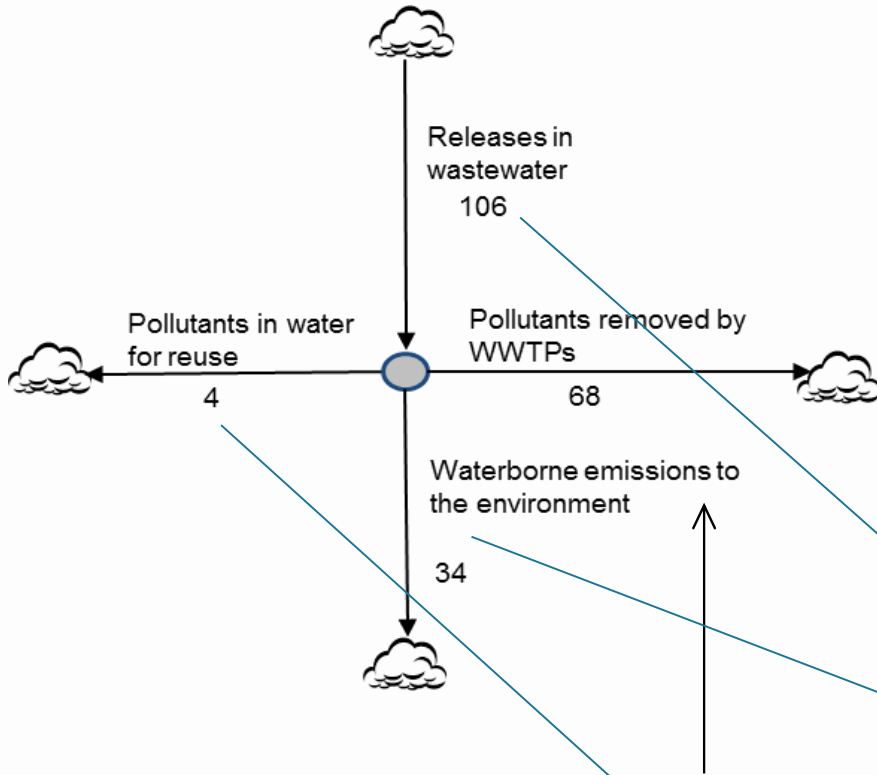 Releases in
wastewater
106
Pollutants in water
for reuse
4
Pollutants removed by
WWTPs
68
Waterborne emissions to
the environment
34